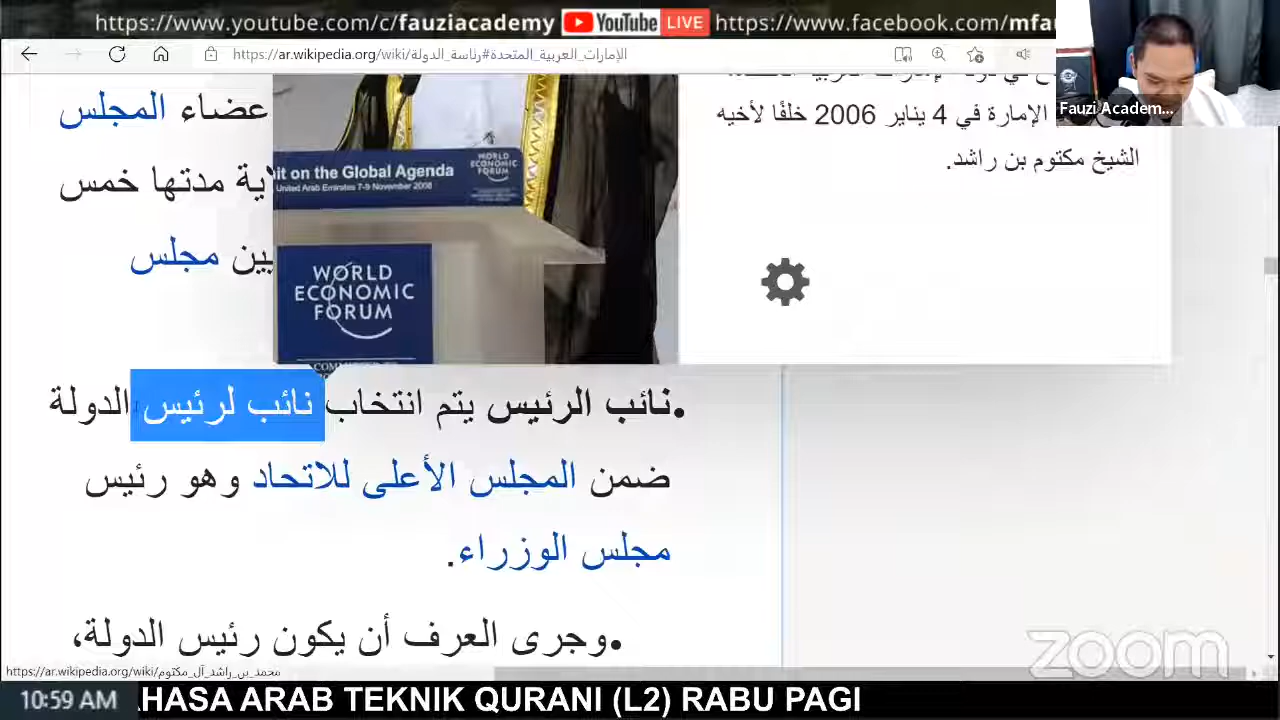 https://www.youtube.com/c/fauziacademy YouTube LIVE https://www.facebook.com/mfau
https://ar.wikipedia.org/wiki/الإمارات_العربية_المتحدة#رئاسة_الدولة
Fauzi Academ...
الإمارة في 4 يناير 2006 خلفًا لأخيه
الشيخ مكتوم بن راشد.
عضاء المجلس
لاية مدتها خمس
يين مجلس
it on the Global Agenda
United Arab Emirates 7-9 November 2008
WORLD
ECONOMIC
FORUM
WORLD
ECONOMIC
FORUM
•نائب الرئيس يتم انتخاب نائب لرئيس الدولة
ضمن المجلس الأعلى للاتحاد وهو رئيس
مجلس الوزراء.
•وجرى العرف أن يكون رئيس الدولة،
zoom
https://ar.wikipedia.org/wiki/محمد_بن_راشد_آل_مكتوم
10:59 AM
HASA ARAB TEKNIK QURANI (L2) RABU PAGI